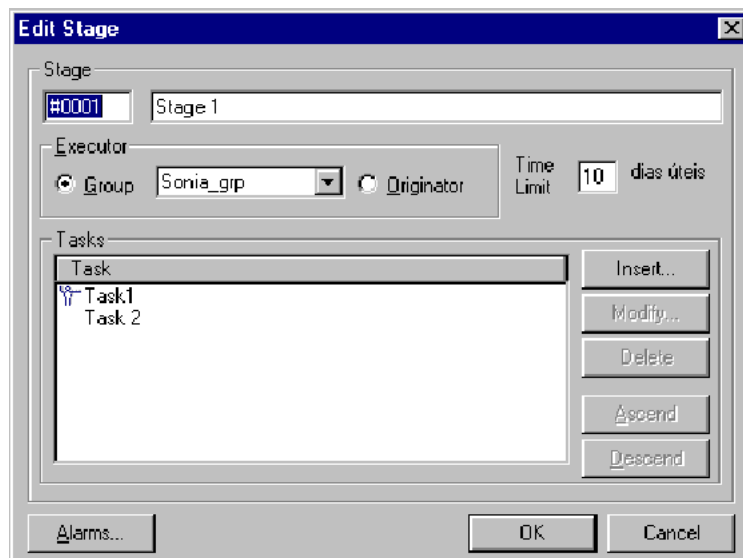 Edit Stage
Stage
#0001 Stage 1
Executor
Group Sonia_grp Originator
Time
Limit
10 dias úteis
Tasks
Task
Task1
Task 2
Insert...
Modify...
Delete
Ascend
Descend
Alarms... OK Cancel